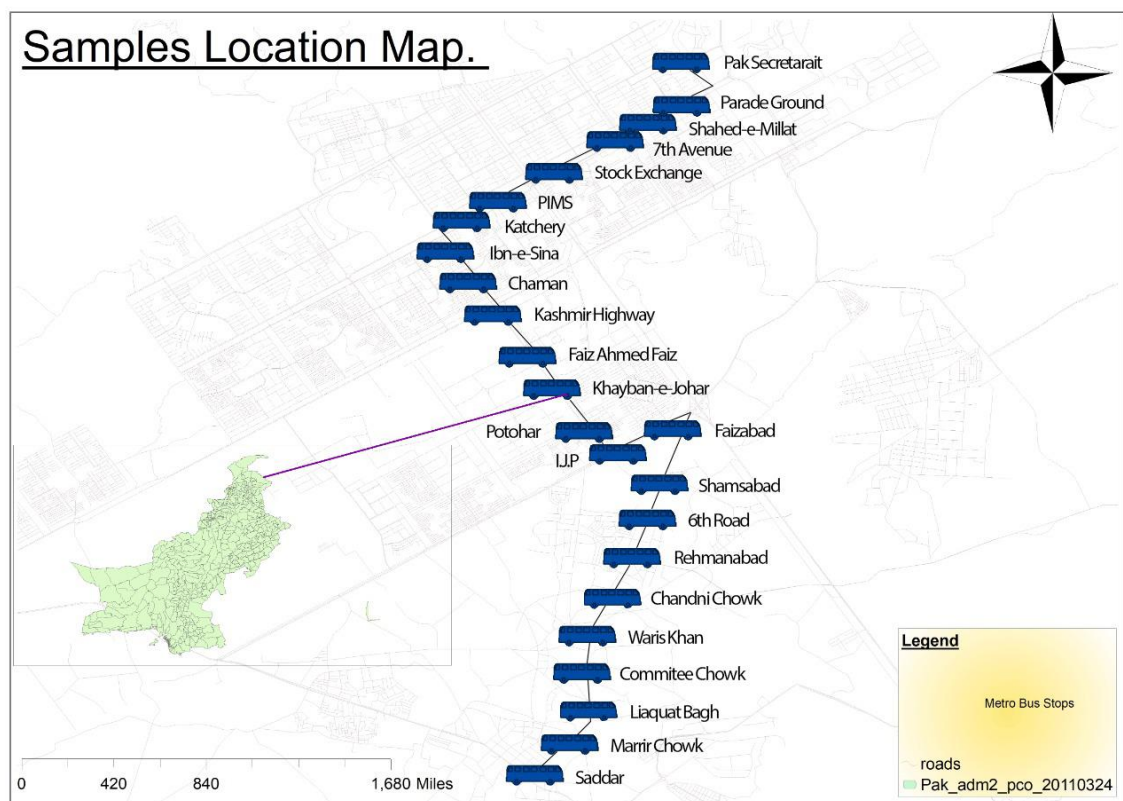 Samples Location Map.
Pak Secretarait
Parade Ground
Shahed-e-Millat
7th Avenue
Stock Exchange
PIMS
Katchery
Ibn-e-Sina
Chaman
Kashmir Highway
Faiz Ahmed Faiz
Khayban-e-Johar
Potohar
Faizabad
I.J.P
Shamsabad
6th Road
Rehmanabad
Chandni Chowk
Waris Khan
Commitee Chowk
Liaquat Bagh
Marrir Chowk
Saddar
Legend
Metro Bus Stops
roads
Pak_adm2_pco_20110324
0 420 840 1,680 Miles